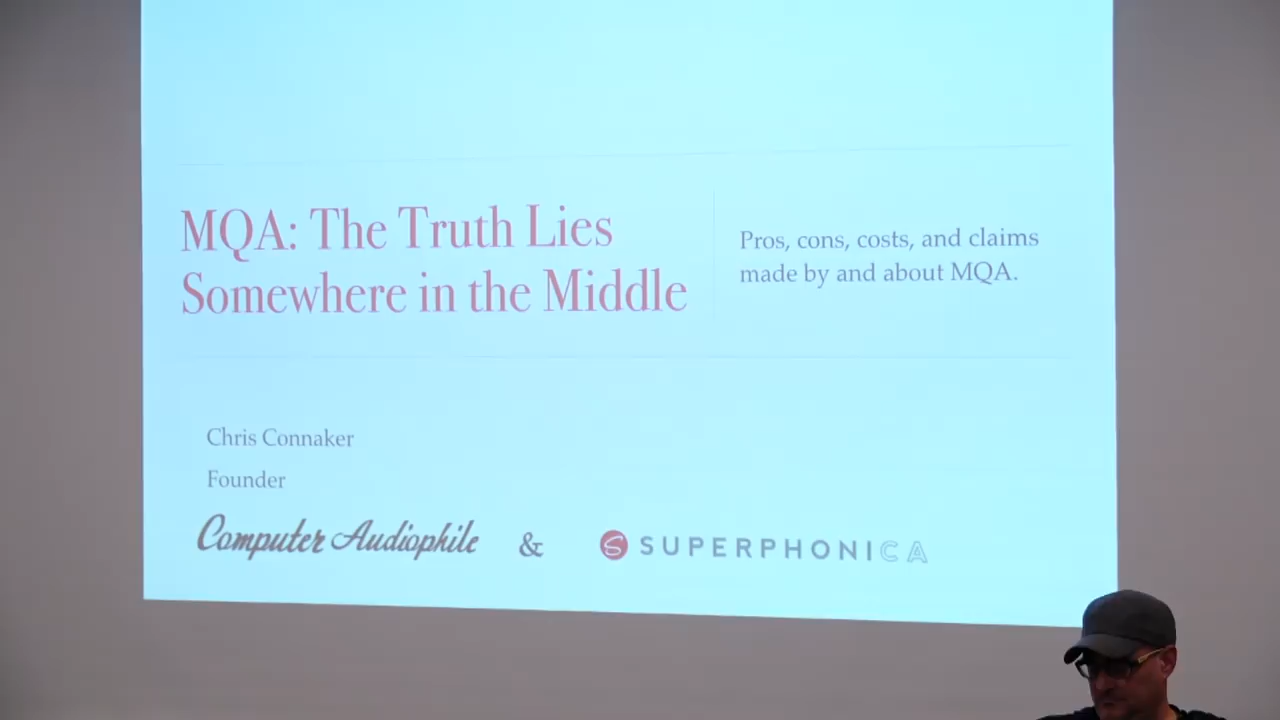 MQA: The Truth Lies
Somewhere in the Middle
Pros, cons, costs, and claims
made by and about MQA.
Chris Connaker
Founder
Computer Audiophile & S SUPERPHONICA